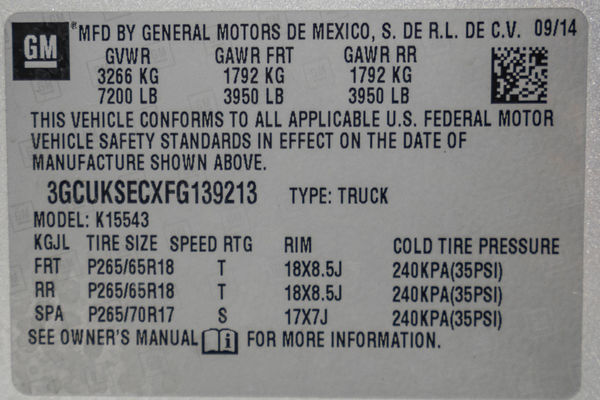 GM ®MFD BY GENERAL MOTORS DE MEXICO, S. DE R.L. DE C.V. 09/14
GVWR GAWR FRT GAWR RR
3266 KG 1792 KG 1792 KG
7200 LB 3950 LB 3950 LB
THIS VEHICLE CONFORMS TO ALL APPLICABLE U.S. FEDERAL MOTOR
VEHICLE SAFETY STANDARDS IN EFFECT ON THE DATE OF
MANUFACTURE SHOWN ABOVE.
3GCUKSECXFG139213 TYPE: TRUCK
MODEL: K15543
KGJL TIRE SIZE SPEED RTG RIM COLD TIRE PRESSURE
FRT P265/65R18 T 18X8.5J 240KPA(35PSI)
RR P265/65R18 T 18X8.5J 240KPA(35PSI)
SPA P265/70R17 S 17X7J 240KPA(35PSI)
SEE OWNER'S MANUAL i FOR MORE INFORMATION.